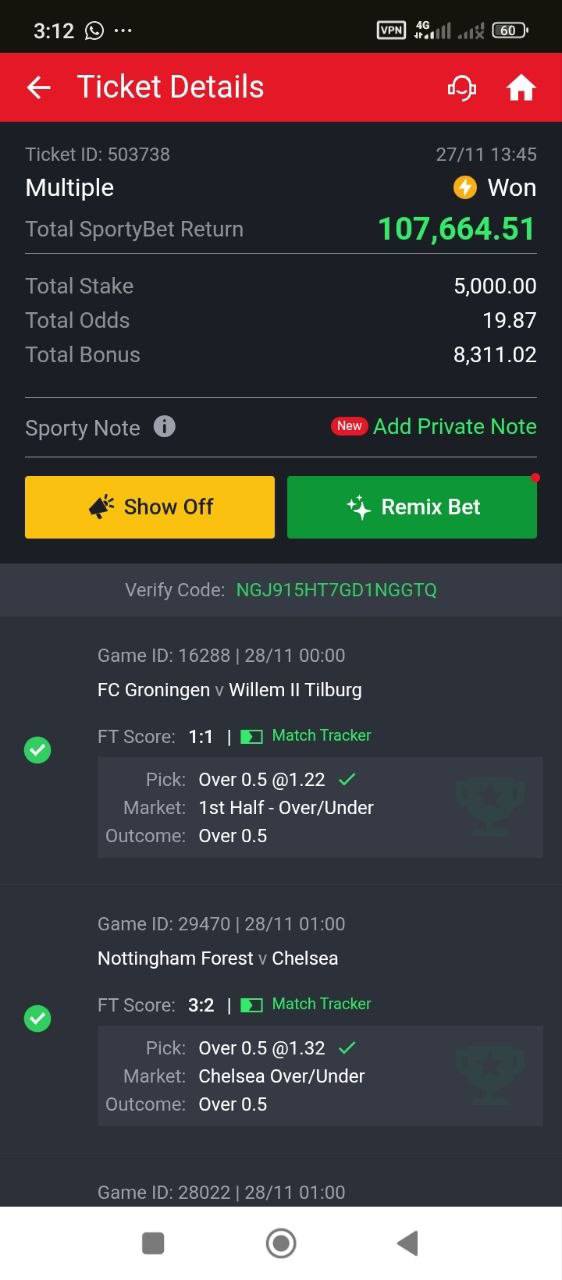 3:12 ...
VPN 4G 60
Ticket Details
Ticket ID: 503738 27/11 13:45
Multiple Won
Total SportyBet Return 107,664.51
Total Stake 5,000.00
Total Odds 19.87
Total Bonus 8,311.02
Sporty Note i New Add Private Note
Show Off Remix Bet
Verify Code: NGJ915HT7GD1NGGTQ
Game ID: 16288 | 28/11 00:00
FC Groningen v Willem II Tilburg
FT Score: 1:1 | Match Tracker
Pick: Over 0.5 @1.22
Market: 1st Half - Over/Under
Outcome: Over 0.5
Game ID: 29470 | 28/11 01:00
Nottingham Forest v Chelsea
FT Score: 3:2 | Match Tracker
Pick: Over 0.5 @1.32
Market: Chelsea Over/Under
Outcome: Over 0.5
Game ID: 28022 | 28/11 01:00